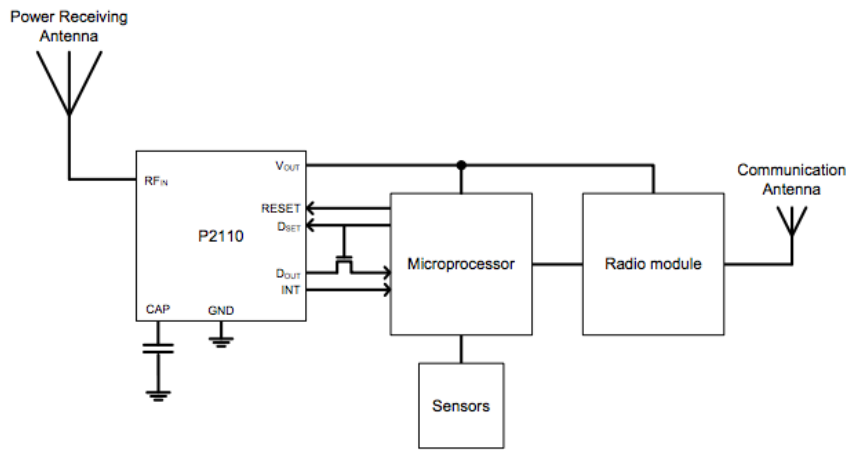 Power Receiving
Antenna
RFIN
VOUT
RESET
DSET
P2110
DOUT
INT
CAP
GND
Microprocessor
Radio module
Communication
Antenna
Sensors